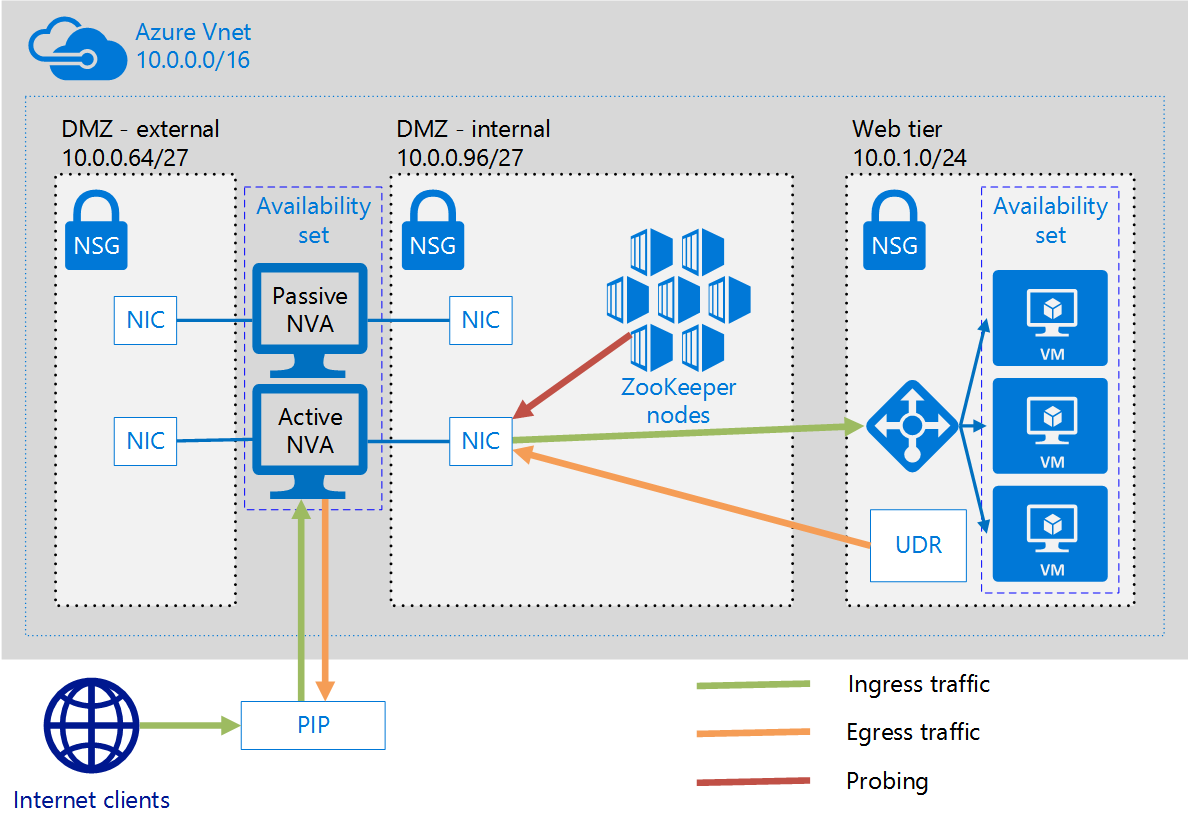 Azure Vnet
10.0.0.0/16
DMZ - external
10.0.0.64/27
NSG
NIC
NIC
Availability
set
Passive
NVA
Active
NVA
DMZ - internal
10.0.0.96/27
NSG
NIC
NIC
ZooKeeper
nodes
Web tier
10.0.1.0/24
NSG
UDR
Availability
set
VM
VM
VM
Internet clients
PIP
Ingress traffic
Egress traffic
Probing